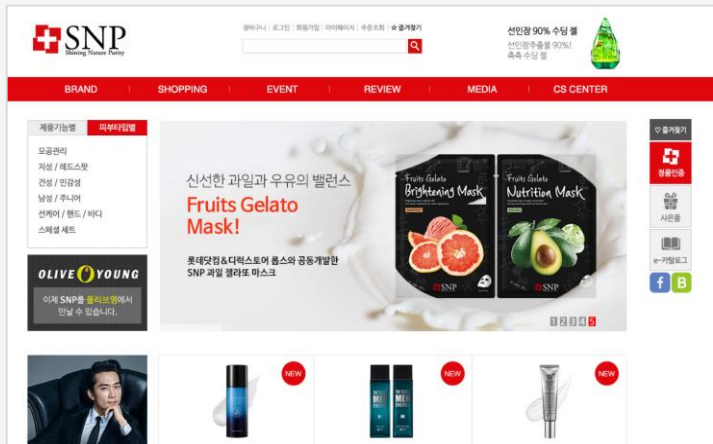 SNP
Shining Nature Purity
장바구니 | 로그인 | 회원가입 | 마이페이지 | 주문조회 | ☆ 즐겨찾기
선인장 90% 수딩 젤
선인장추출물 90%!
촉촉 수딩 젤
BRAND | SHOPPING | EVENT | REVIEW | MEDIA | CS CENTER
제품기능별 피부타입별
모공관리
지성 / 레드스팟
건성 / 민감성
남성 / 주니어
선케어 / 핸드 / 바디
스페셜 세트
OLIVE YOUNG
이제 SNP를 올리브영에서
만날 수 있습니다.
신선한 과일과 우유의 밸런스
Fruits Gelato
Mask!
롯데닷컴&디럭스토어 롭스와 공동개발한
SNP 과일 젤라또 마스크
Fruits Gelato
Brightening Mask
SNP
Fruits Gelato
Nutrition Mask
SNP
1 2 3 4 5
♡ 즐겨찾기
정품인증
사은품
e-카탈로그
f B
NEW
NEW
NEW
MEN
MEN